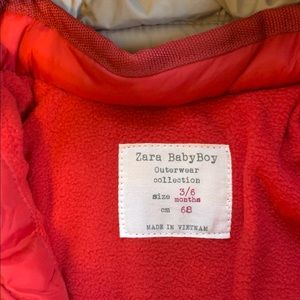 Zara BabyBoy
Outerwear
collection
size 3/6 months
cm 68
MADE IN VIETNAM